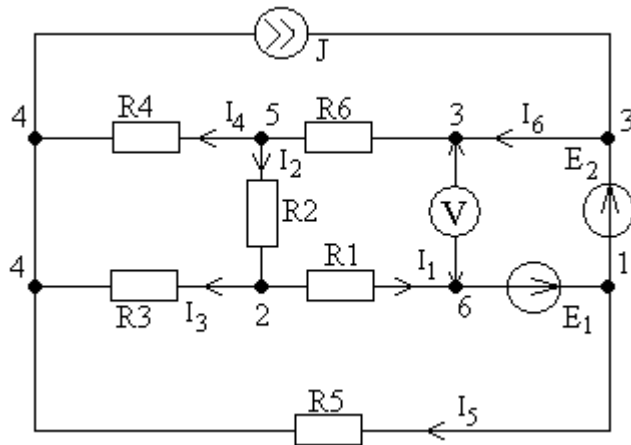 J
4 R4 I₄ 5 R6 3 I₆ 3
I₂ E₂
R2 V
4 R1 I₁ 1
R3 I₃ 2 6 E₁
R5 I₅